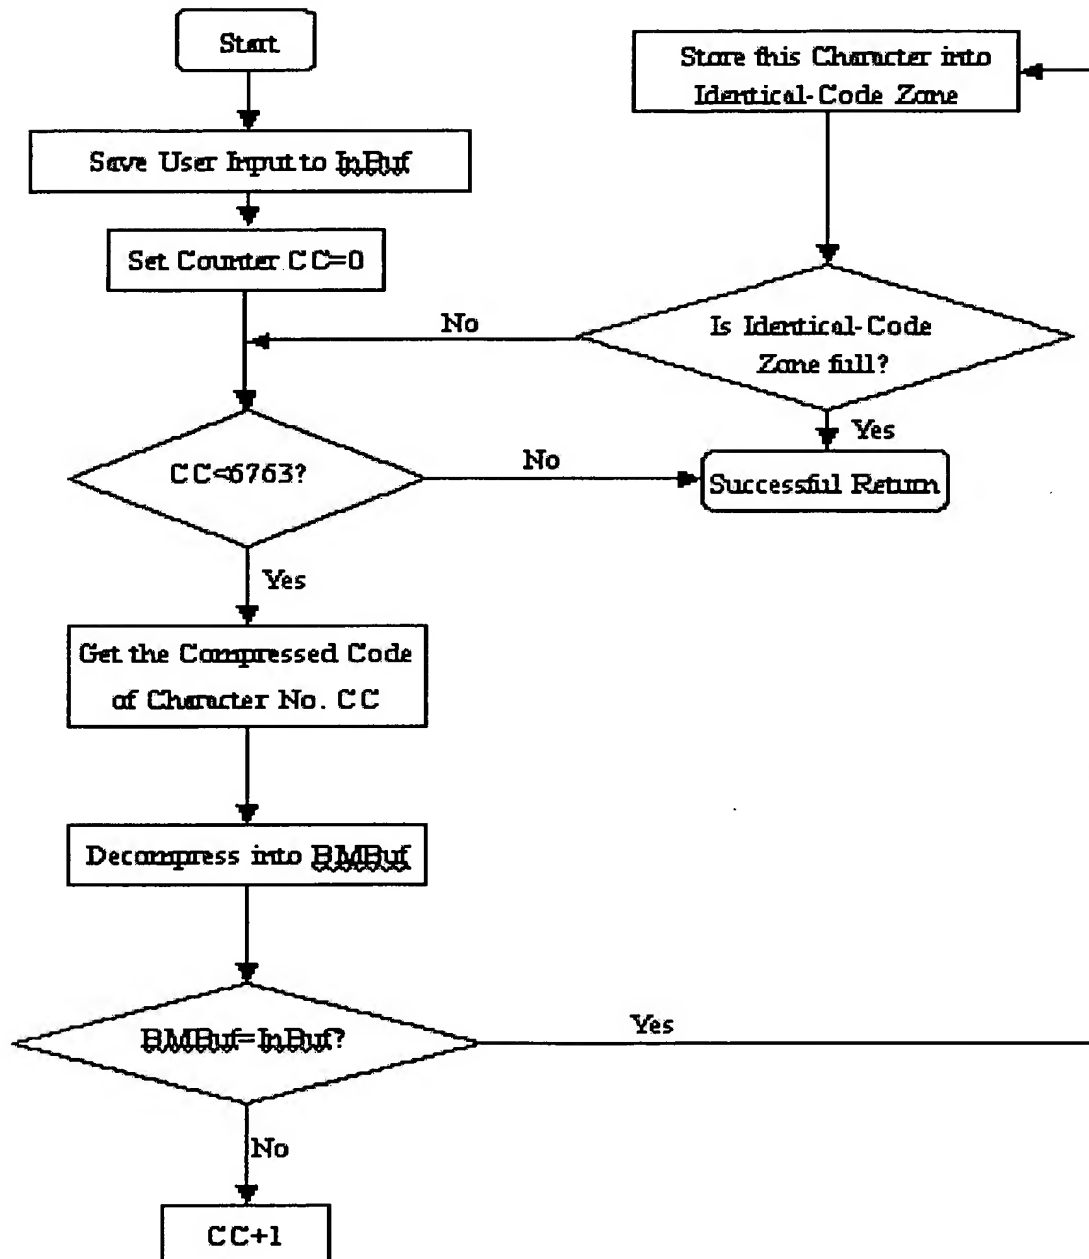 Start
Save User Input to InBuf
Set Counter CC=0
CC<6763?
No
Yes
Get the Compressed Code
of Character No. CC
Decompress into BMBuf
BMBuf=InBuf?
Yes
No
CC+1
Store this Character into
Identical-Code Zone
Is Identical-Code
Zone full?
No
Yes
Successful Return